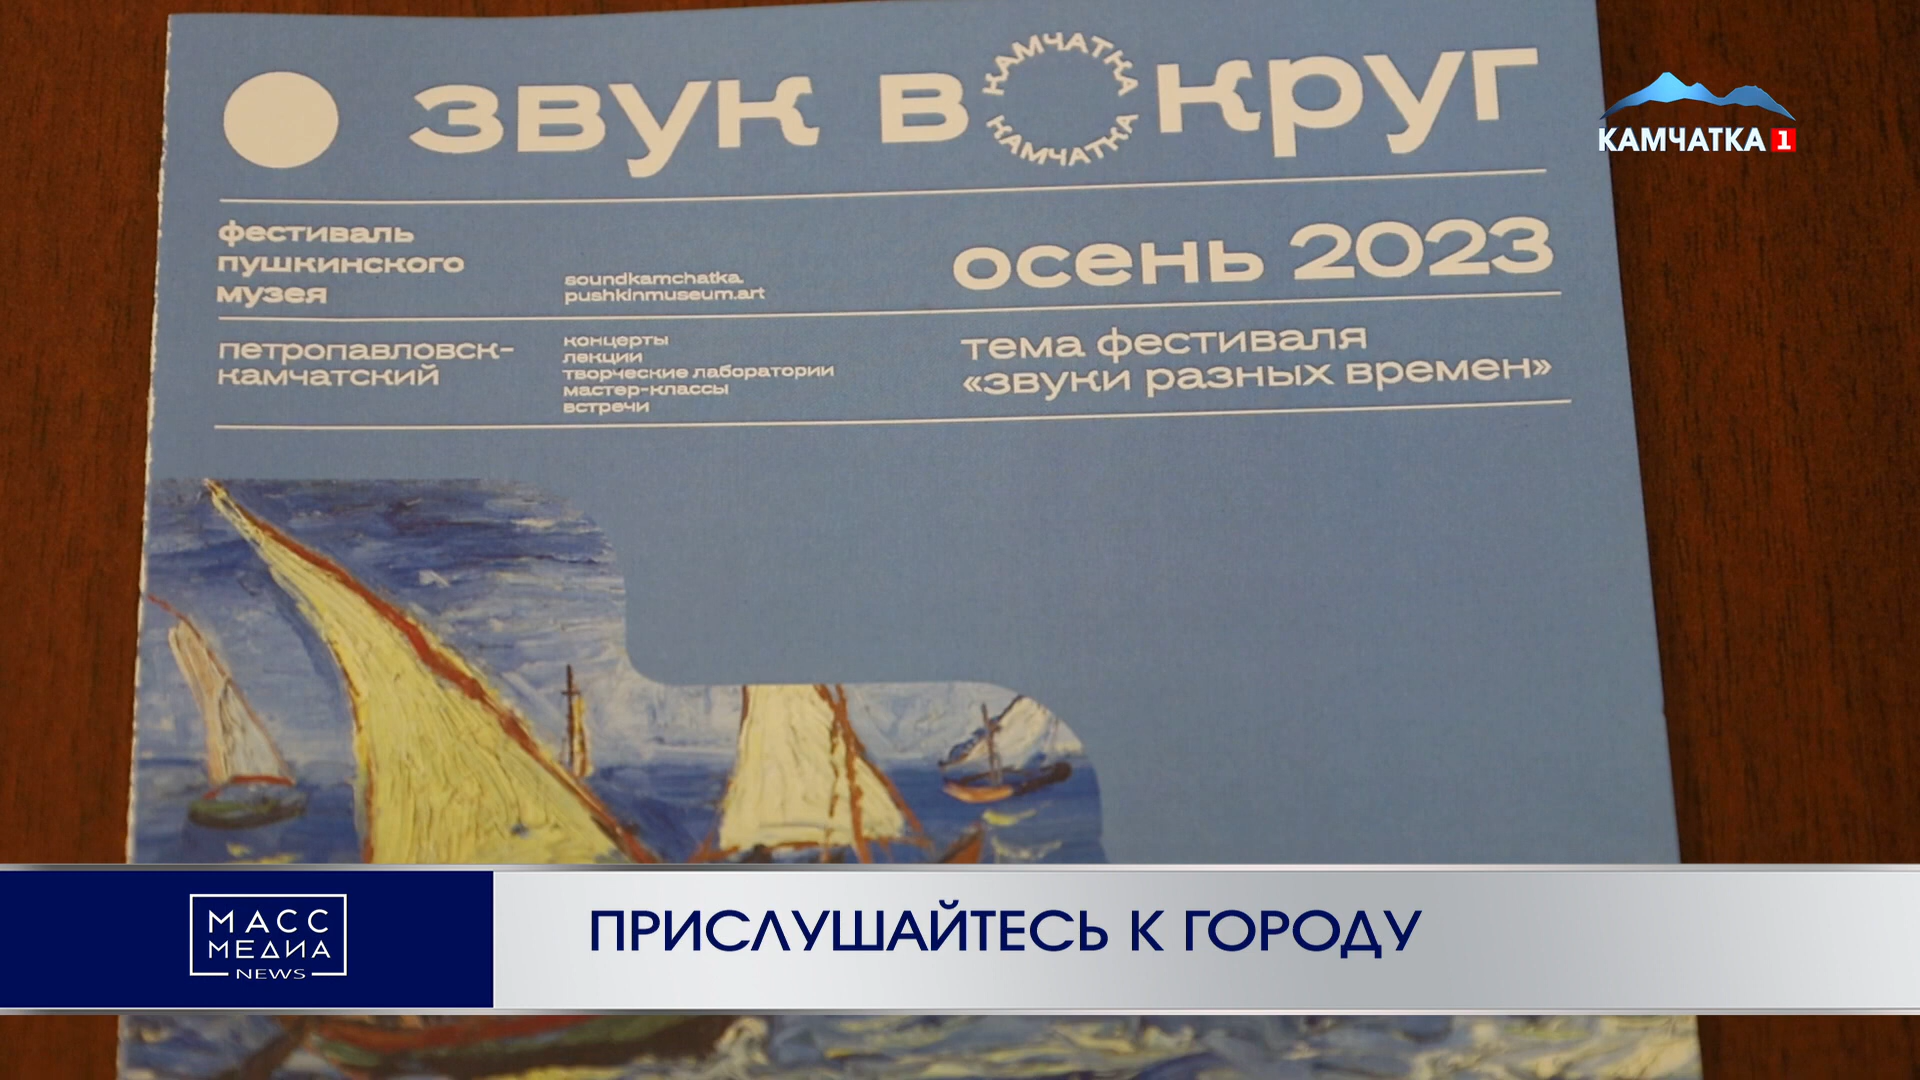 звук вокруг
КАМЧАТКА
КАМЧАТКА
КАМЧАТКА 1
фестиваль
пушкинского
музея
soundkamchatka.
pushkinmuseum.art
осень 2023
петропавловск-
камчатский
концерты
лекции
творческие лаборатории
мастер-классы
встречи
тема фестиваля
«звуки разных времен»
МАСС
МЕДИА
NEWS
ПРИСЛУШАЙТЕСЬ К ГОРОДУ